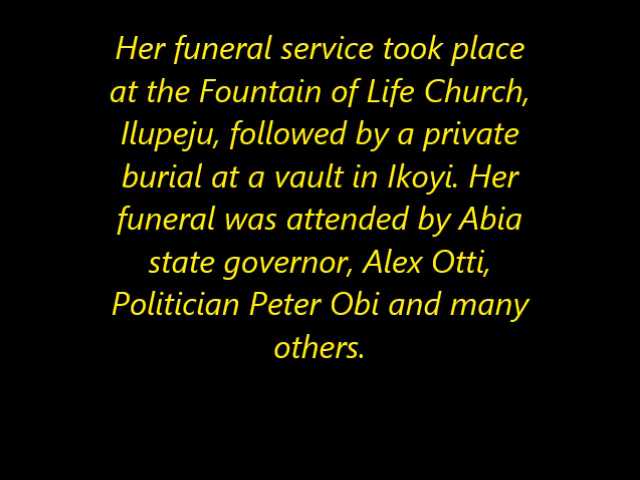 Her funeral service took place
at the Fountain of Life Church,
Ilupeju, followed by a private
burial at a vault in Ikoyi. Her
funeral was attended by Abia
state governor, Alex Otti,
Politician Peter Obi and many
others.